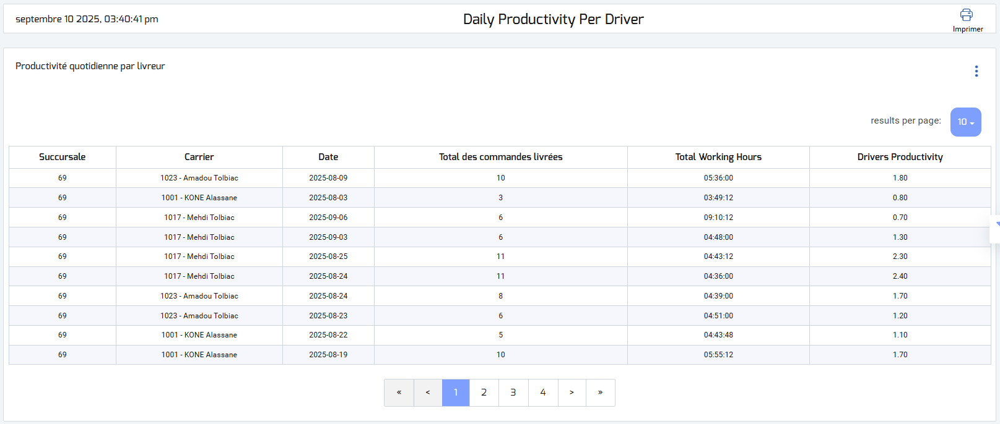 septembre 10 2025, 03:40:41 pm
Daily Productivity Per Driver
Imprimer
Productivité quotidienne par livreur
results per page: 10
Succursale Carrier Date Total des commandes livrées Total Working Hours Drivers Productivity
69 1023 - Amadou Tolbiac 2025-08-09 10 05:36:00 1.80
69 1001 - KONE Alassane 2025-08-03 3 03:49:12 0.80
69 1017 - Mehdi Tolbiac 2025-09-06 6 09:10:12 0.70
69 1017 - Mehdi Tolbiac 2025-09-03 6 04:48:00 1.30
69 1017 - Mehdi Tolbiac 2025-08-25 11 04:43:12 2.30
69 1017 - Mehdi Tolbiac 2025-08-24 11 04:36:00 2.40
69 1023 - Amadou Tolbiac 2025-08-24 8 04:39:00 1.70
69 1023 - Amadou Tolbiac 2025-08-23 6 04:51:00 1.20
69 1001 - KONE Alassane 2025-08-22 5 04:43:48 1.10
69 1001 - KONE Alassane 2025-08-19 10 05:55:12 1.70
« < 1 2 3 4 > »